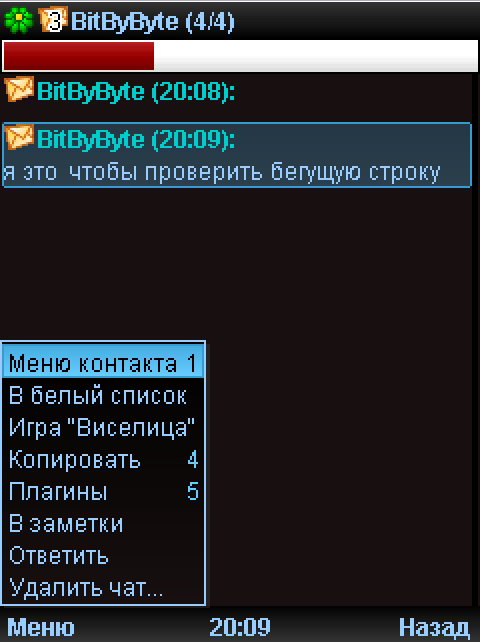 3 BitByByte (4/4)
BitByByte (20:08):
BitByByte (20:09):
я это чтобы проверить бегущую строку
Меню контакта 1
В белый список
Игра "Виселица"
Копировать 4
Плагины 5
В заметки
Ответить
Удалить чат...
Меню 20:09 Назад